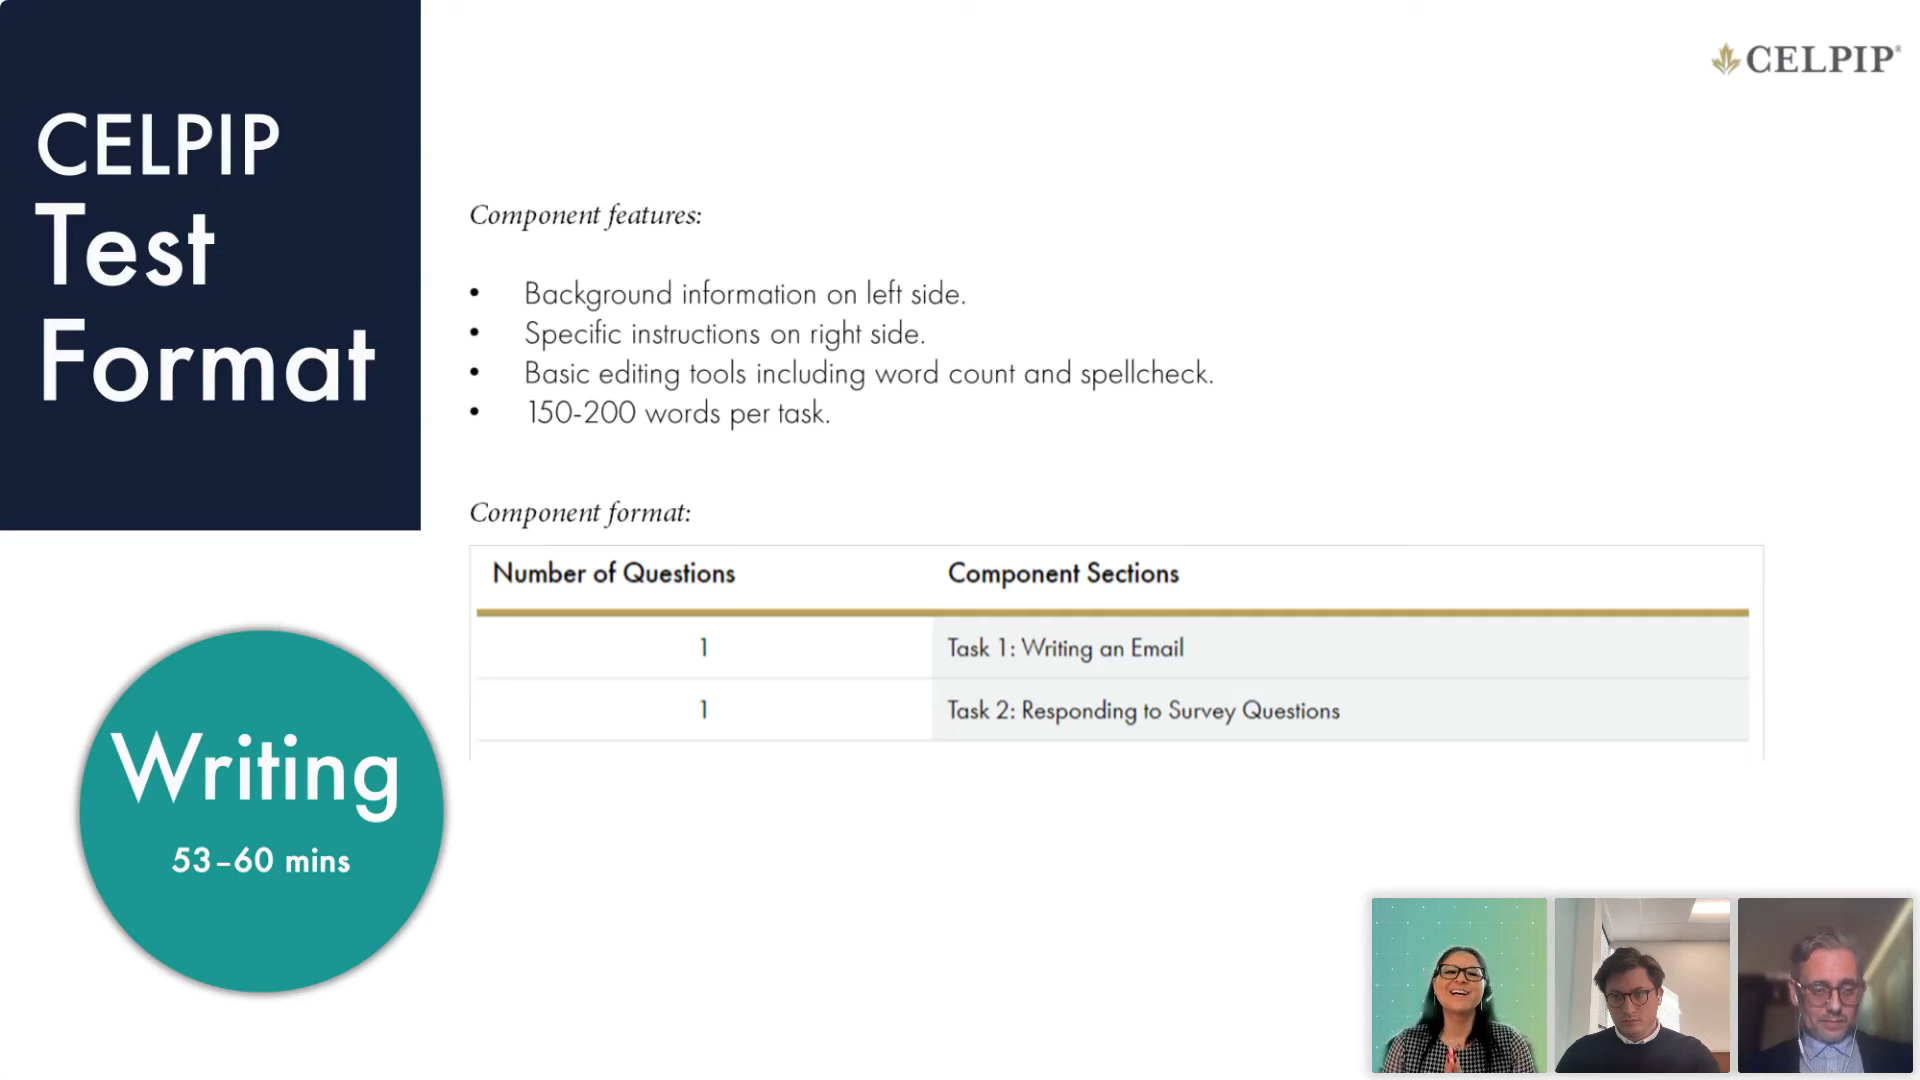 CELPIP
Test
Format
CELPIP®
Component features:
• Background information on left side.
• Specific instructions on right side.
• Basic editing tools including word count and spellcheck.
• 150-200 words per task.
Component format:
Number of Questions Component Sections
1 Task 1: Writing an Email
1 Task 2: Responding to Survey Questions
Writing
53–60 mins